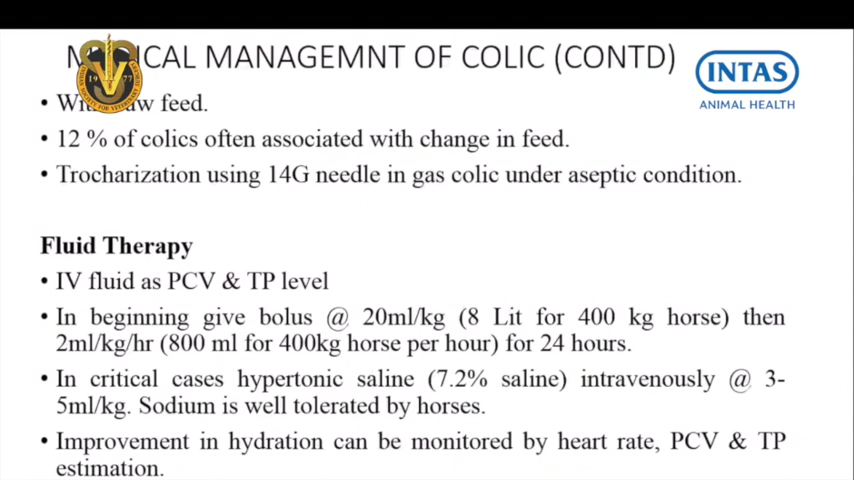 MEDICAL MANAGEMNT OF COLIC (CONTD)
INTAS
ANIMAL HEALTH
19 77
• feed.
• 12 % of colics often associated with change in feed.
• Trocharization using 14G needle in gas colic under aseptic condition.
Fluid Therapy
• IV fluid as PCV & TP level
• In beginning give bolus @ 20ml/kg (8 Lit for 400 kg horse) then
2ml/kg/hr (800 ml for 400kg horse per hour) for 24 hours.
• In critical cases hypertonic saline (7.2% saline) intravenously @ 3-
5ml/kg. Sodium is well tolerated by horses.
• Improvement in hydration can be monitored by heart rate, PCV & TP
estimation.